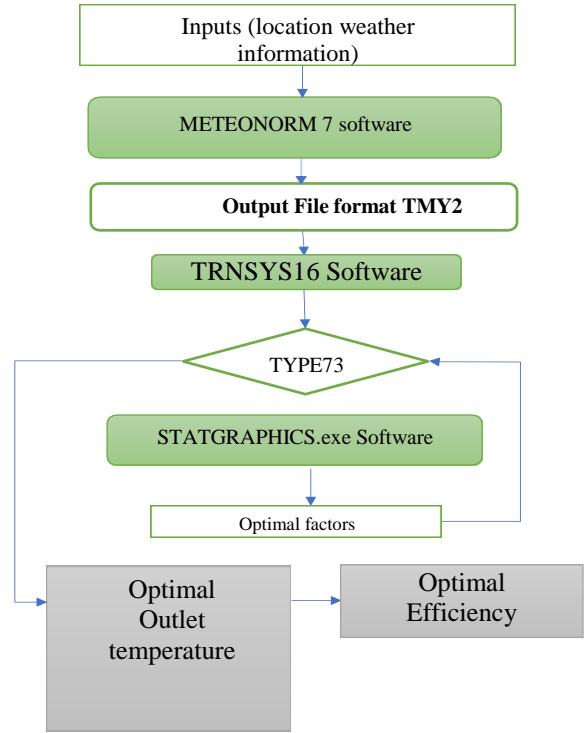 Inputs (location weather
information)
METEONORM 7 software
Output File format TMY2
TRNSYS16 Software
TYPE73
STATGRAPHICS.exe Software
Optimal factors
Optimal
Outlet
temperature
Optimal
Efficiency